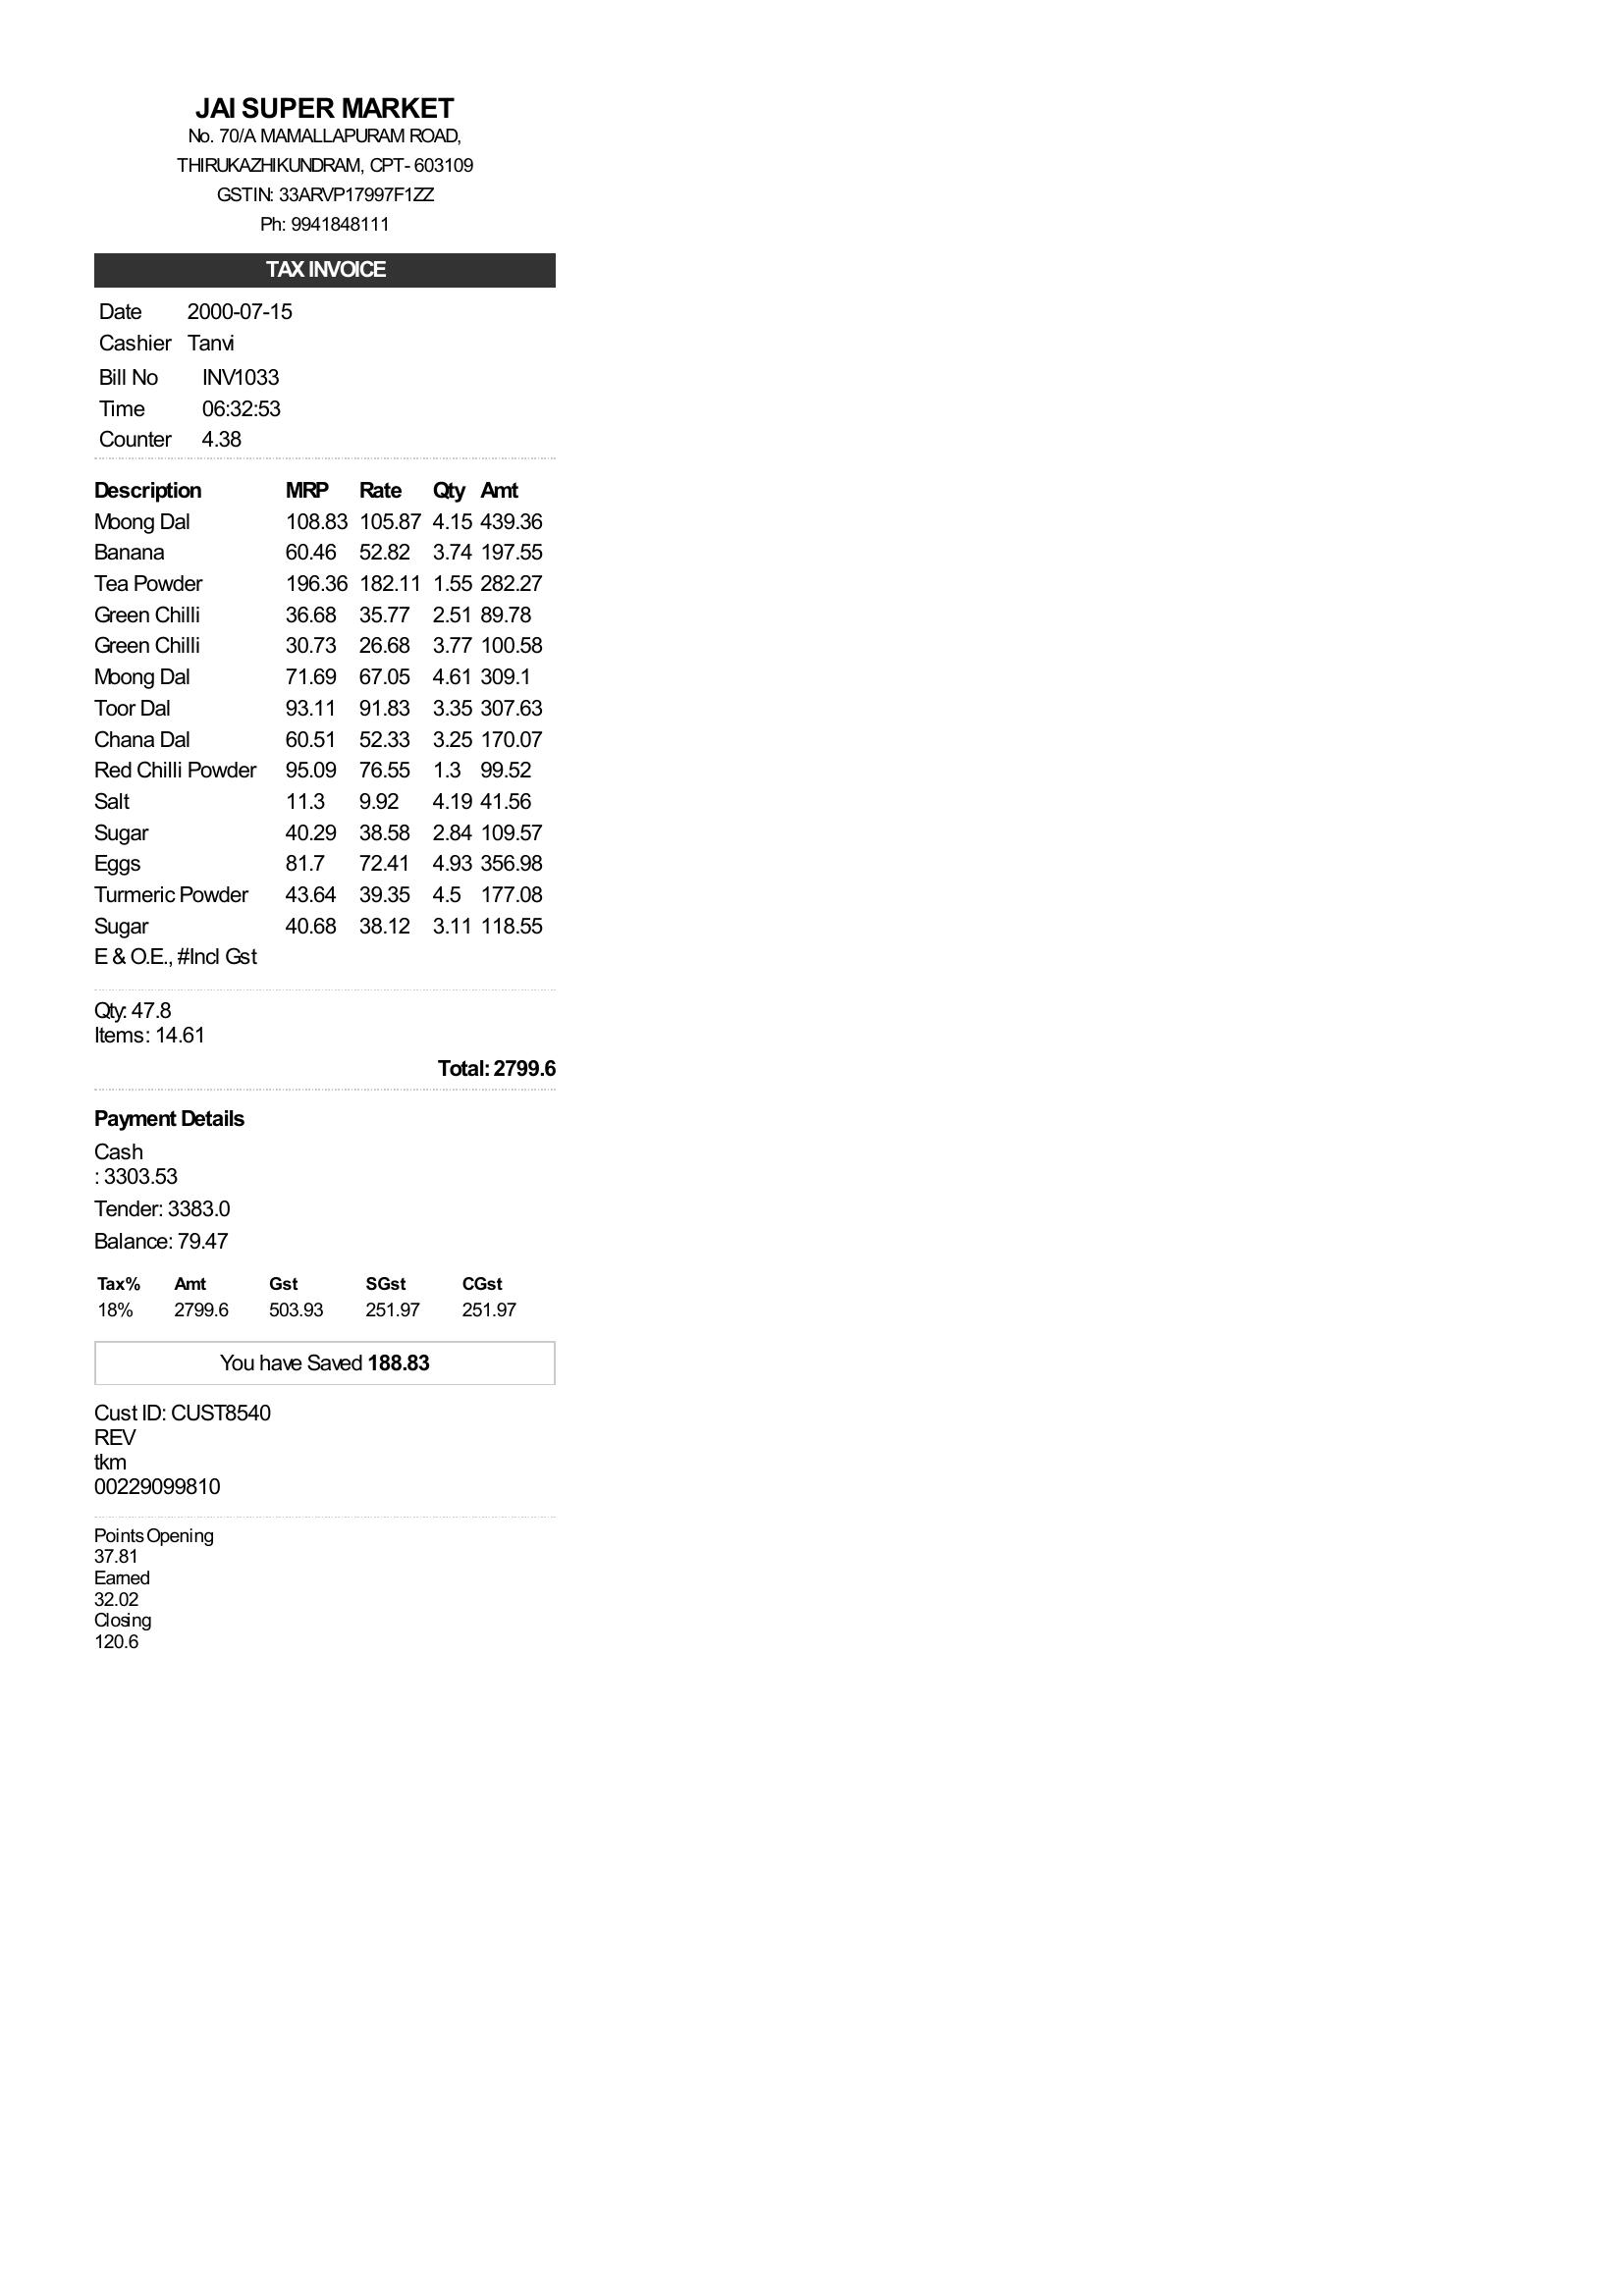 JAI SUPER MARKET
No. 70/A MAMALLAPURAM ROAD,
THIRUKAZHIKUNDRAM, CPT- 603109
GSTIN: 33ARVP17997F1ZZ
Ph: 9941848111
TAX INVOICE
Date 2000-07-15
Cashier Tanvi
Bill No INV1033
Time 06:32:53
Counter 4.38
Description MRP Rate Qty Amt
Moong Dal 108.83 105.87 4.15 439.36
Banana 60.46 52.82 3.74 197.55
Tea Powder 196.36 182.11 1.55 282.27
Green Chilli 36.68 35.77 2.51 89.78
Green Chilli 30.73 26.68 3.77 100.58
Moong Dal 71.69 67.05 4.61 309.1
Toor Dal 93.11 91.83 3.35 307.63
Chana Dal 60.51 52.33 3.25 170.07
Red Chilli Powder 95.09 76.55 1.3 99.52
Salt 11.3 9.92 4.19 41.56
Sugar 40.29 38.58 2.84 109.57
Eggs 81.7 72.41 4.93 356.98
Turmeric Powder 43.64 39.35 4.5 177.08
Sugar 40.68 38.12 3.11 118.55
E & O.E., #Incl Gst
Qty: 47.8
Items: 14.61
Total: 2799.6
Payment Details
Cash
: 3303.53
Tender: 3383.0
Balance: 79.47
Tax% Amt Gst SGst CGst
18% 2799.6 503.93 251.97 251.97
You have Saved 188.83
Cust ID: CUST8540
REV
tkm
00229099810
Points Opening
37.81
Earned
32.02
Closing
120.6